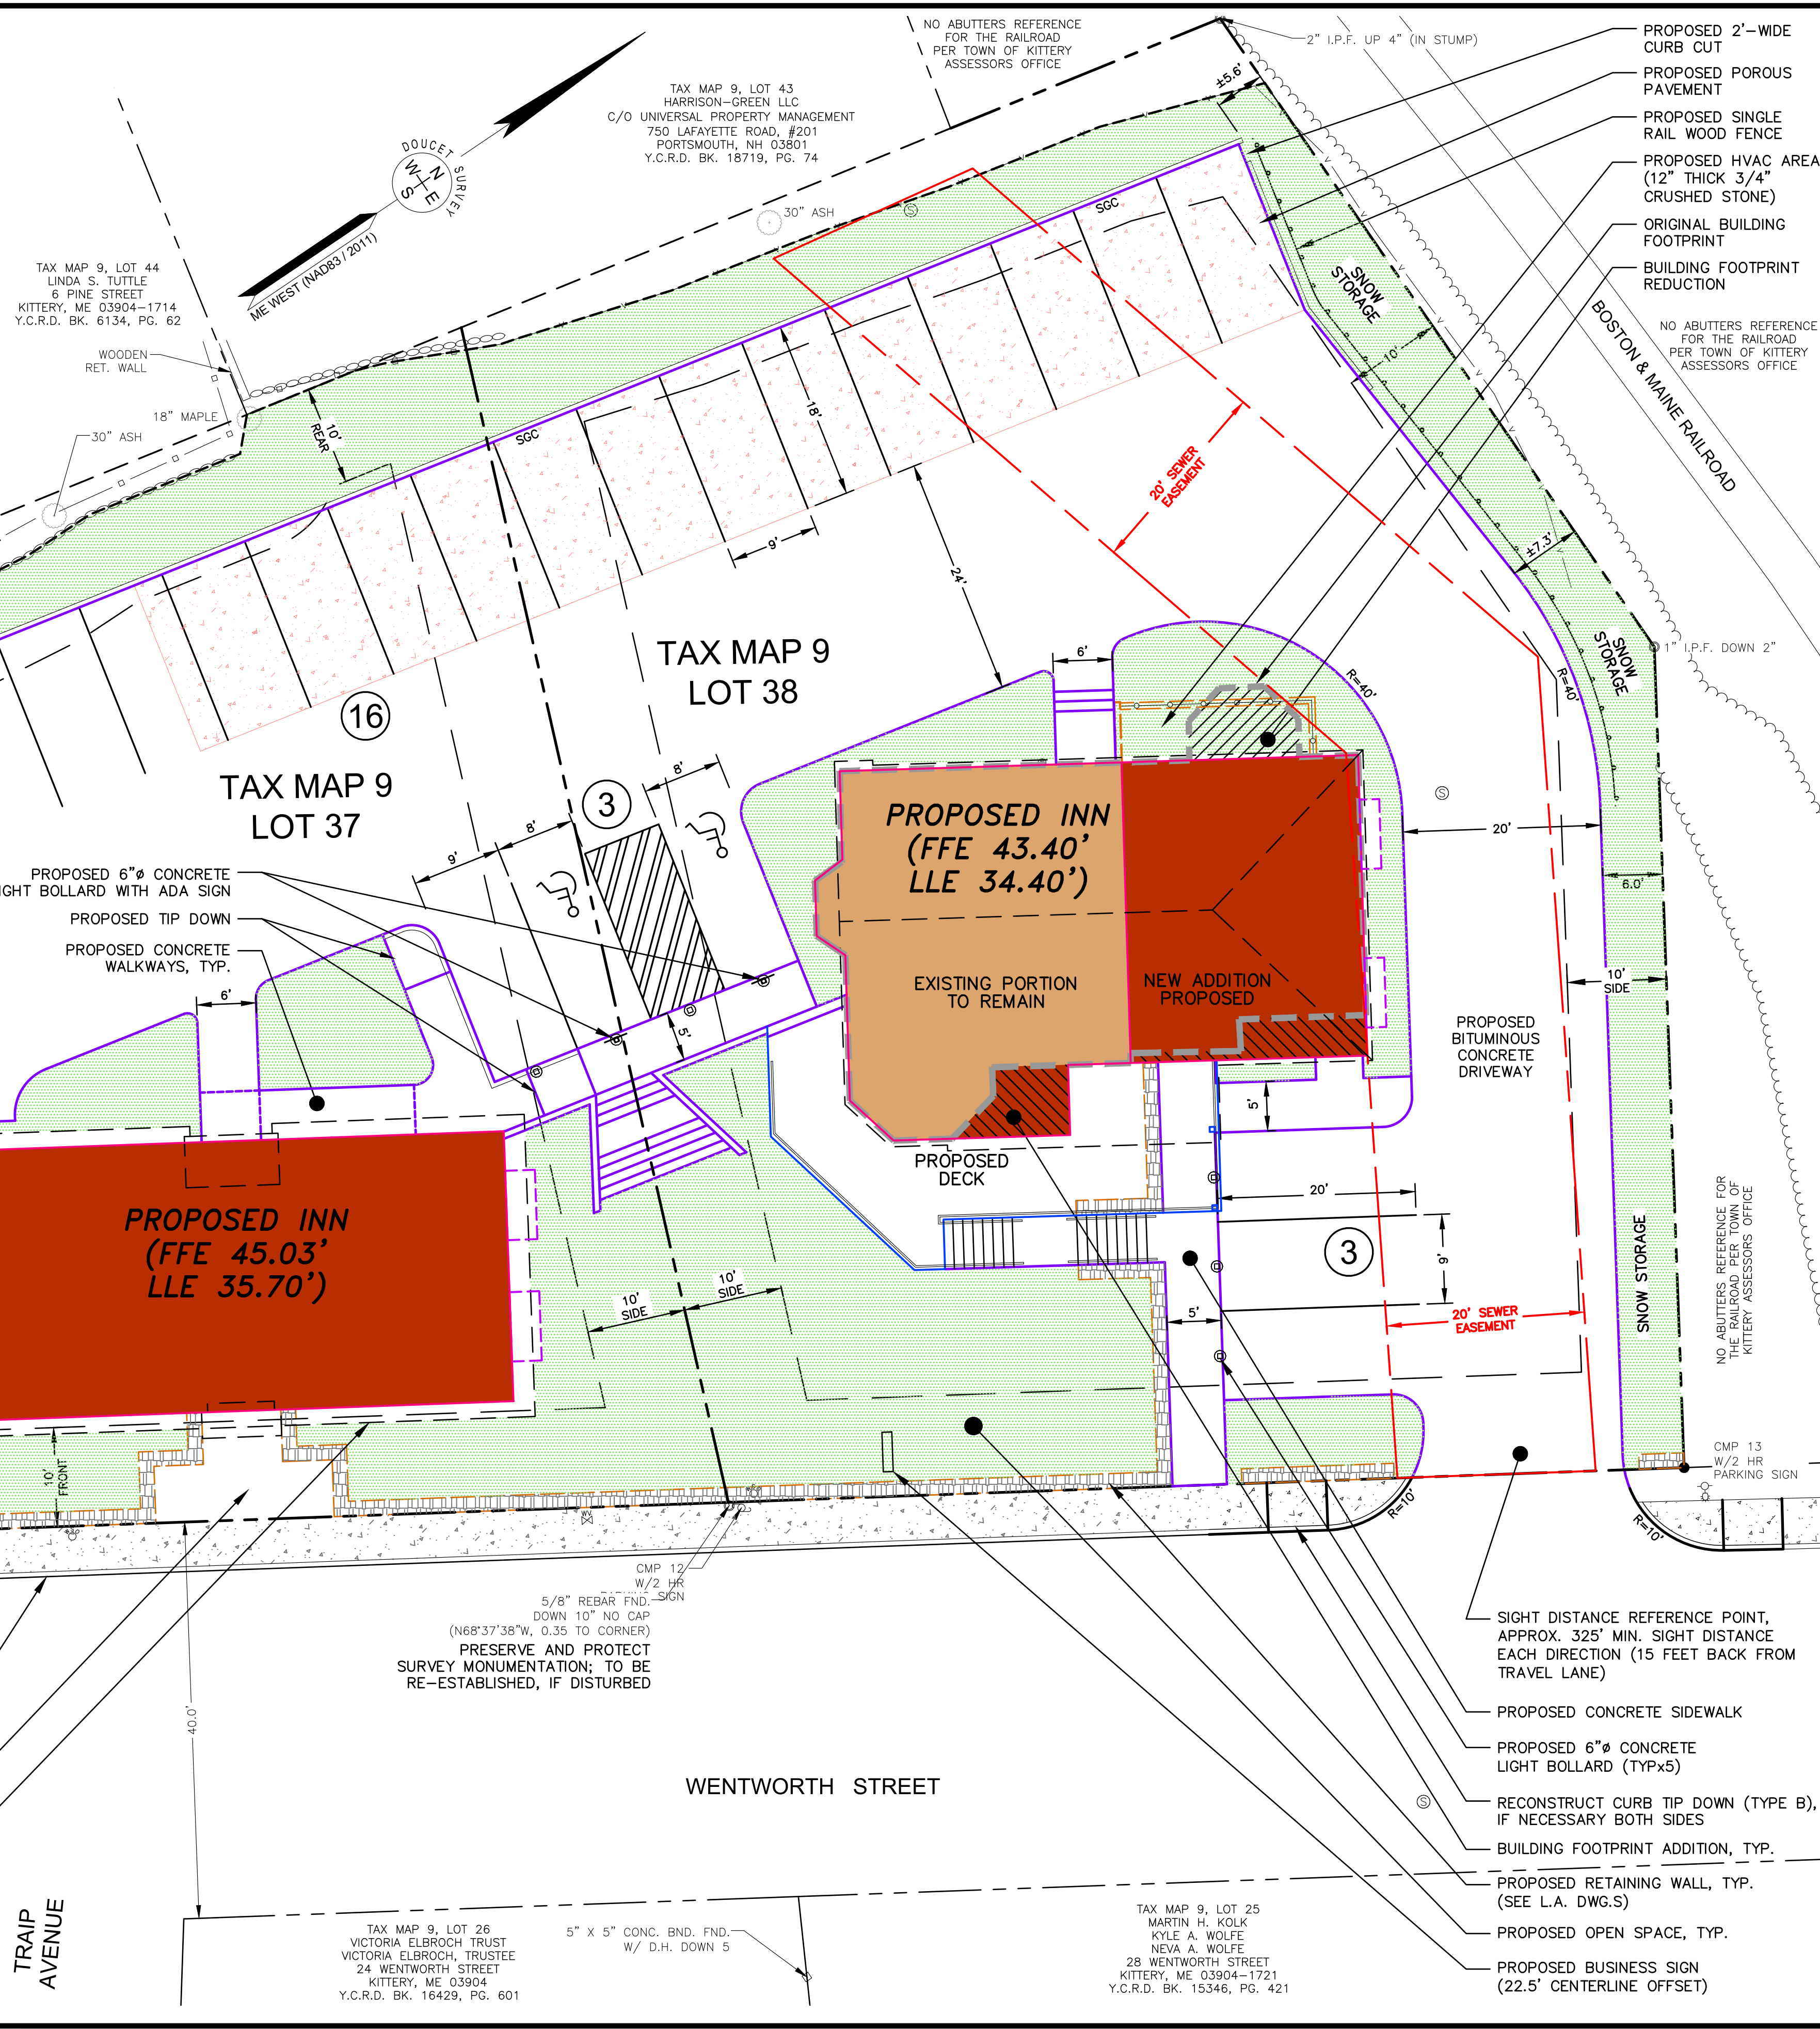 NO ABUTTERS REFERENCE
FOR THE RAILROAD
PER TOWN OF KITTERY
ASSESSORS OFFICE
2" I.P.F. UP 4" (IN STUMP)
±5.6'
PROPOSED 2'-WIDE
CURB CUT
PROPOSED POROUS
PAVEMENT
PROPOSED SINGLE
RAIL WOOD FENCE
PROPOSED HVAC AREA
(12" THICK 3/4"
CRUSHED STONE)
ORIGINAL BUILDING
FOOTPRINT
BUILDING FOOTPRINT
REDUCTION
TAX MAP 9, LOT 43
HARRISON-GREEN LLC
C/O UNIVERSAL PROPERTY MANAGEMENT
750 LAFAYETTE ROAD, #201
PORTSMOUTH, NH 03801
Y.C.R.D. BK. 18719, PG. 74
DOUCET SURVEY
N
W
E
S
ME WEST (NAD83 / 2011)
TAX MAP 9, LOT 44
LINDA S. TUTTLE
6 PINE STREET
KITTERY, ME 03904-1714
Y.C.R.D. BK. 6134, PG. 62
WOODEN
RET. WALL
18" MAPLE
30" ASH
30" ASH
S
SGC
SGC
10'
REAR
18'
9'
24'
20' SEWER
EASEMENT
SNOW
STORAGE
10'
BOSTON & MAINE RAILROAD
NO ABUTTERS REFERENCE
FOR THE RAILROAD
PER TOWN OF KITTERY
ASSESSORS OFFICE
±7.3'
SNOW
STORAGE
1" I.P.F. DOWN 2"
R=40'
R=40'
6'
TAX MAP 9
LOT 38
16
TAX MAP 9
LOT 37
3
8'
8'
9'
PROPOSED 6"ø CONCRETE
IGHT BOLLARD WITH ADA SIGN
PROPOSED TIP DOWN
PROPOSED CONCRETE
WALKWAYS, TYP.
6'
5'
PROPOSED INN
(FFE 43.40'
LLE 34.40')
EXISTING PORTION
TO REMAIN
NEW ADDITION
PROPOSED
S
20'
6.0'
10'
SIDE
PROPOSED
BITUMINOUS
CONCRETE
DRIVEWAY
5'
PROPOSED
DECK
20'
3
9'
20' SEWER
EASEMENT
SNOW STORAGE
NO ABUTTERS REFERENCE FOR
THE RAILROAD PER TOWN OF
KITTERY ASSESSORS OFFICE
PROPOSED INN
(FFE 45.03'
LLE 35.70')
10'
SIDE
10'
SIDE
5'
10'
FRONT
CMP 13
W/2 HR
PARKING SIGN
R=10'
R=10'
CMP 12
W/2 HR
PARKING SIGN
5/8" REBAR FND.
DOWN 10" NO CAP
(N68°37'38"W, 0.35 TO CORNER)
PRESERVE AND PROTECT
SURVEY MONUMENTATION; TO BE
RE-ESTABLISHED, IF DISTURBED
40.0'
WENTWORTH STREET
S
SIGHT DISTANCE REFERENCE POINT,
APPROX. 325' MIN. SIGHT DISTANCE
EACH DIRECTION (15 FEET BACK FROM
TRAVEL LANE)
PROPOSED CONCRETE SIDEWALK
PROPOSED 6"ø CONCRETE
LIGHT BOLLARD (TYPx5)
RECONSTRUCT CURB TIP DOWN (TYPE B),
IF NECESSARY BOTH SIDES
BUILDING FOOTPRINT ADDITION, TYP.
PROPOSED RETAINING WALL, TYP.
(SEE L.A. DWG.S)
PROPOSED OPEN SPACE, TYP.
PROPOSED BUSINESS SIGN
(22.5' CENTERLINE OFFSET)
TRAIP
AVENUE
TAX MAP 9, LOT 26
VICTORIA ELBROCH TRUST
VICTORIA ELBROCH, TRUSTEE
24 WENTWORTH STREET
KITTERY, ME 03904
Y.C.R.D. BK. 16429, PG. 601
5" X 5" CONC. BND. FND.
W/ D.H. DOWN 5
TAX MAP 9, LOT 25
MARTIN H. KOLK
KYLE A. WOLFE
NEVA A. WOLFE
28 WENTWORTH STREET
KITTERY, ME 03904-1721
Y.C.R.D. BK. 15346, PG. 421